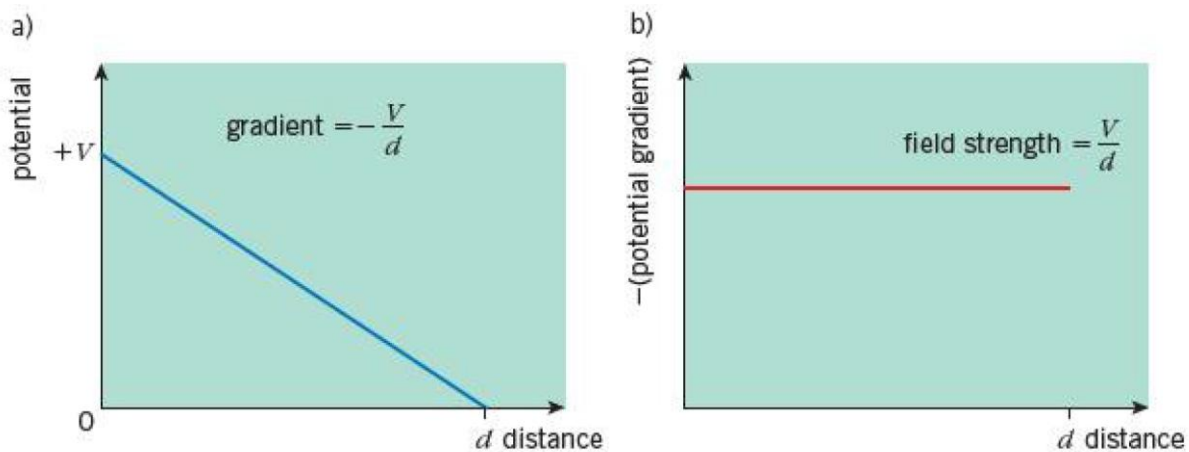 a)
potential
+V
gradient = - V/d
0
d distance
b)
-(potential gradient)
field strength = V/d
d distance